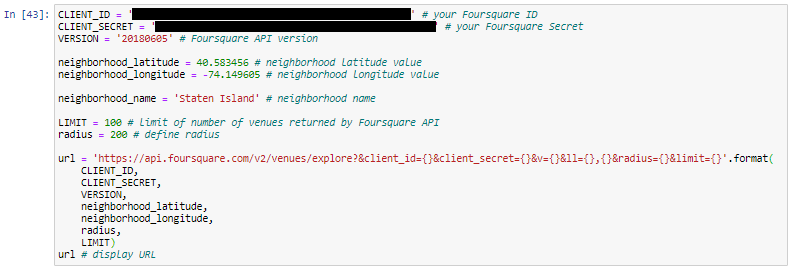 In [43]: CLIENT_ID = '' # your Foursquare ID
CLIENT_SECRET = '' # your Foursquare Secret
VERSION = '20180605' # Foursquare API version
neighborhood_latitude = 40.583456 # neighborhood latitude value
neighborhood_longitude = -74.149605 # neighborhood longitude value
neighborhood_name = 'Staten Island' # neighborhood name
LIMIT = 100 # limit of number of venues returned by Foursquare API
radius = 200 # define radius
url = 'https://api.foursquare.com/v2/venues/explore?&client_id={}&client_secret={}&v={}&ll={},{}&radius={}&limit={}'.format(
CLIENT_ID,
CLIENT_SECRET,
VERSION,
neighborhood_latitude,
neighborhood_longitude,
radius,
LIMIT)
url # display URL